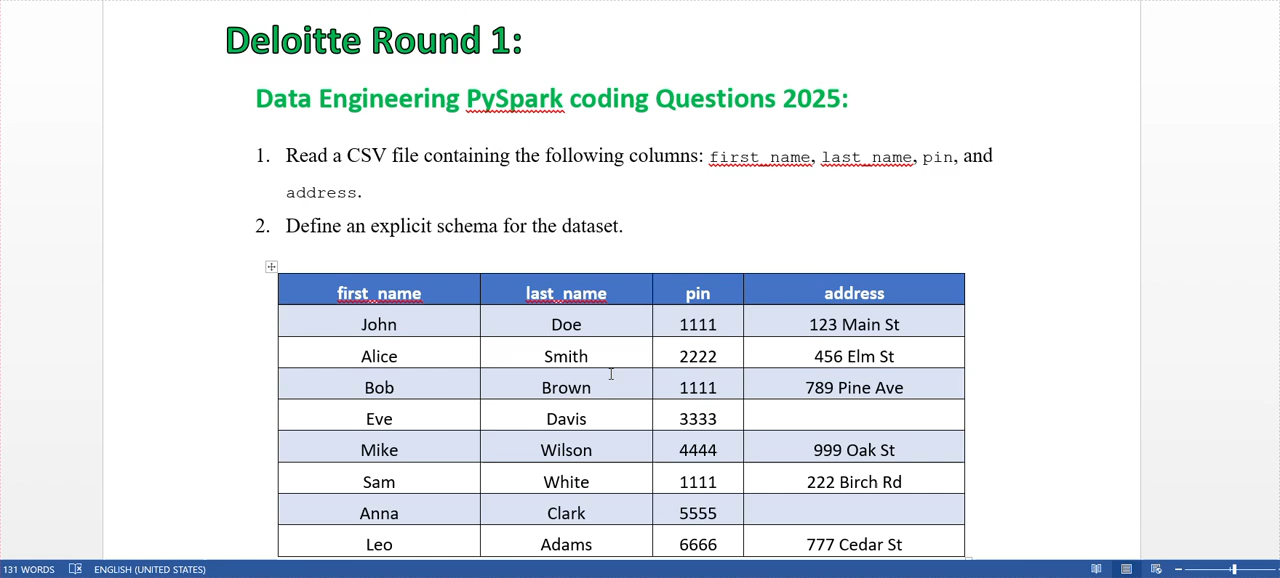 Deloitte Round 1:
Data Engineering PySpark coding Questions 2025:
1. Read a CSV file containing the following columns: first_name, last_name, pin, and
address.
2. Define an explicit schema for the dataset.
first_name last_name pin address
John Doe 1111 123 Main St
Alice Smith 2222 456 Elm St
Bob Brown 1111 789 Pine Ave
Eve Davis 3333
Mike Wilson 4444 999 Oak St
Sam White 1111 222 Birch Rd
Anna Clark 5555
Leo Adams 6666 777 Cedar St
131 WORDS ENGLISH (UNITED STATES)